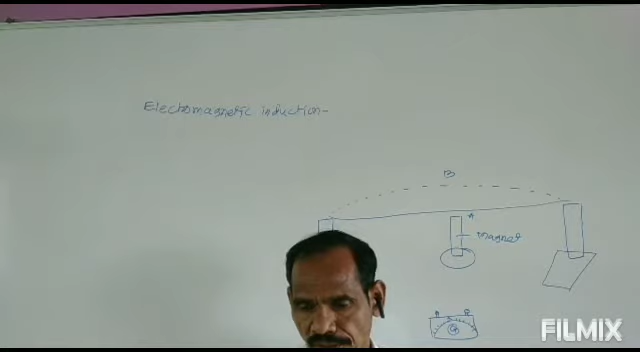 Electromagnetic induction-
B
A
magnet
G
FILMIX